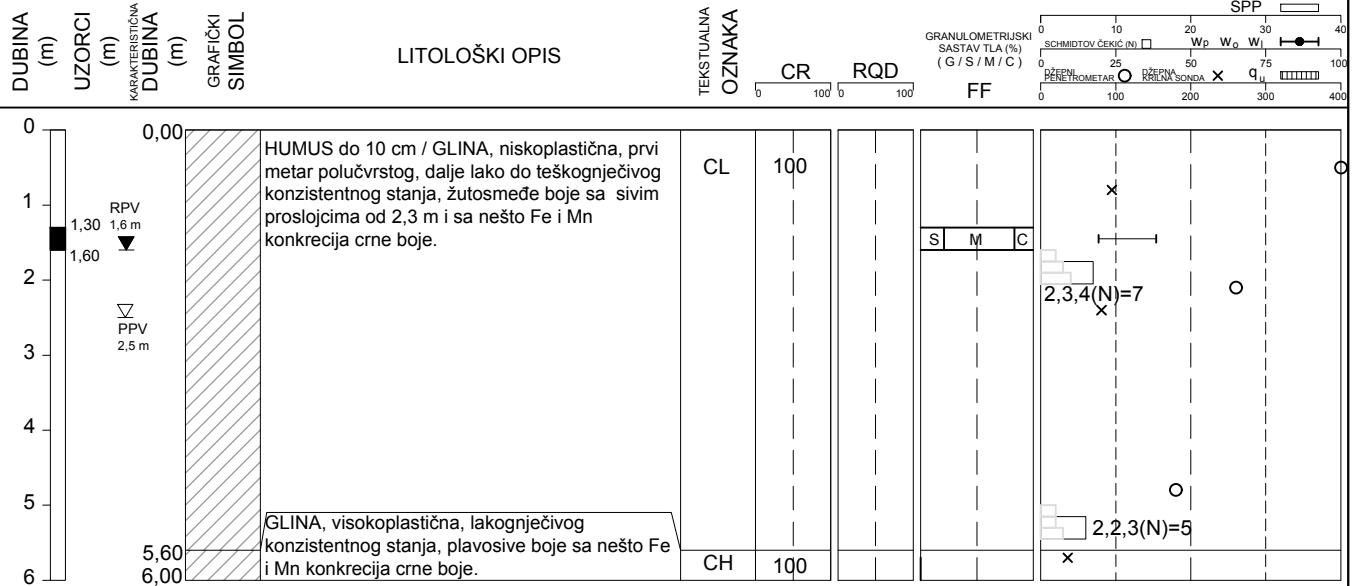 DUBINA (m)
UZORCI (m)
KARAKTERISTIČNA DUBINA (m)
GRAFIČKI SIMBOL
LITOLOŠKI OPIS
TEKSTUALNA OZNAKA
CR
0 100
RQD
0 100
GRANULOMETRIJSKI
SASTAV TLA (%)
( G / S / M / C )
FF
SPP
0 10 20 30 40
SCHMIDTOV ČEKIĆ (N) Wp Wo Wl
0 25 50 75 100
DŽEPNI PENETROMETAR DŽEPNA KRILNA SONDA qu
0 100 200 300 400
0
1
2
3
4
5
6
1,30
1,60
RPV
1,6 m
PPV
2,5 m
0,00
5,60
6,00
HUMUS do 10 cm / GLINA, niskoplastična, prvi
metar polučvrstog, dalje lako do teškognječivog
konzistentnog stanja, žutosmeđe boje sa sivim
proslojcima od 2,3 m i sa nešto Fe i Mn
konkrecija crne boje.
CL
100
S M C
2,3,4(N)=7
2,2,3(N)=5
GLINA, visokoplastična, lakognječivog
konzistentnog stanja, plavosive boje sa nešto Fe
i Mn konkrecija crne boje.
CH
100